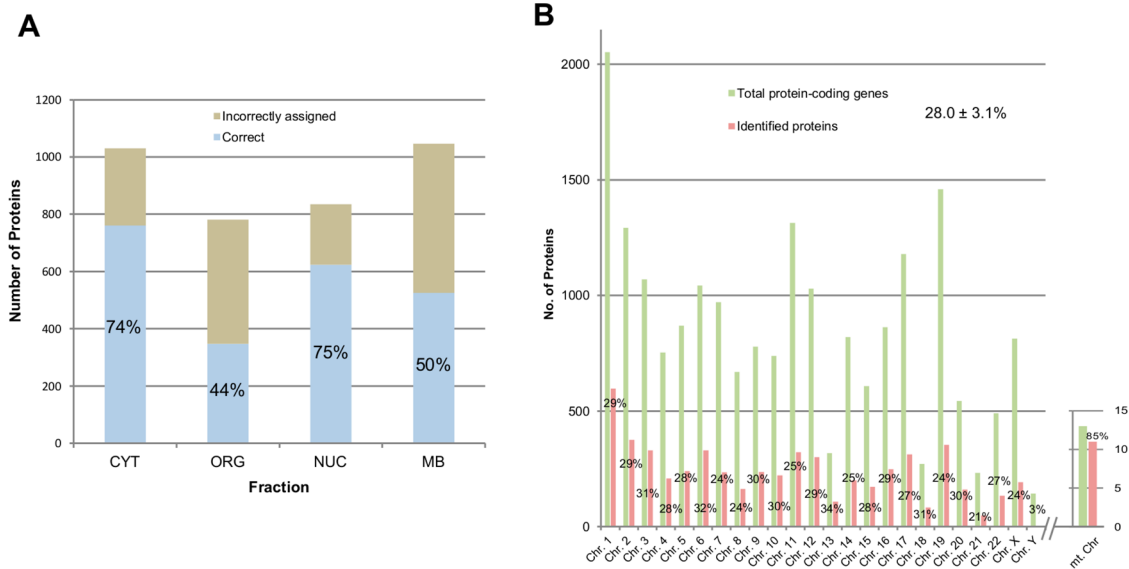 A
1200
1000
800
600
400
200
0
Number of Proteins
Incorrectly assigned
Correct
74%
44%
75%
50%
CYT
ORG
NUC
MB
Fraction
B
2000
1500
1000
500
0
No. of Proteins
Total protein-coding genes
Identified proteins
28.0 ± 3.1%
29%
29%
31%
28%
28%
32%
24%
24%
30%
30%
25%
29%
34%
25%
28%
29%
27%
31%
24%
30%
21%
27%
24%
3%
Chr. 1
Chr. 2
Chr. 3
Chr. 4
Chr. 5
Chr. 6
Chr. 7
Chr. 8
Chr. 9
Chr. 10
Chr. 11
Chr. 12
Chr. 13
Chr. 14
Chr. 15
Chr. 16
Chr. 17
Chr. 18
Chr. 19
Chr. 20
Chr. 21
Chr. 22
Chr. X
Chr. Y
15
10
5
0
85%
mt. Chr